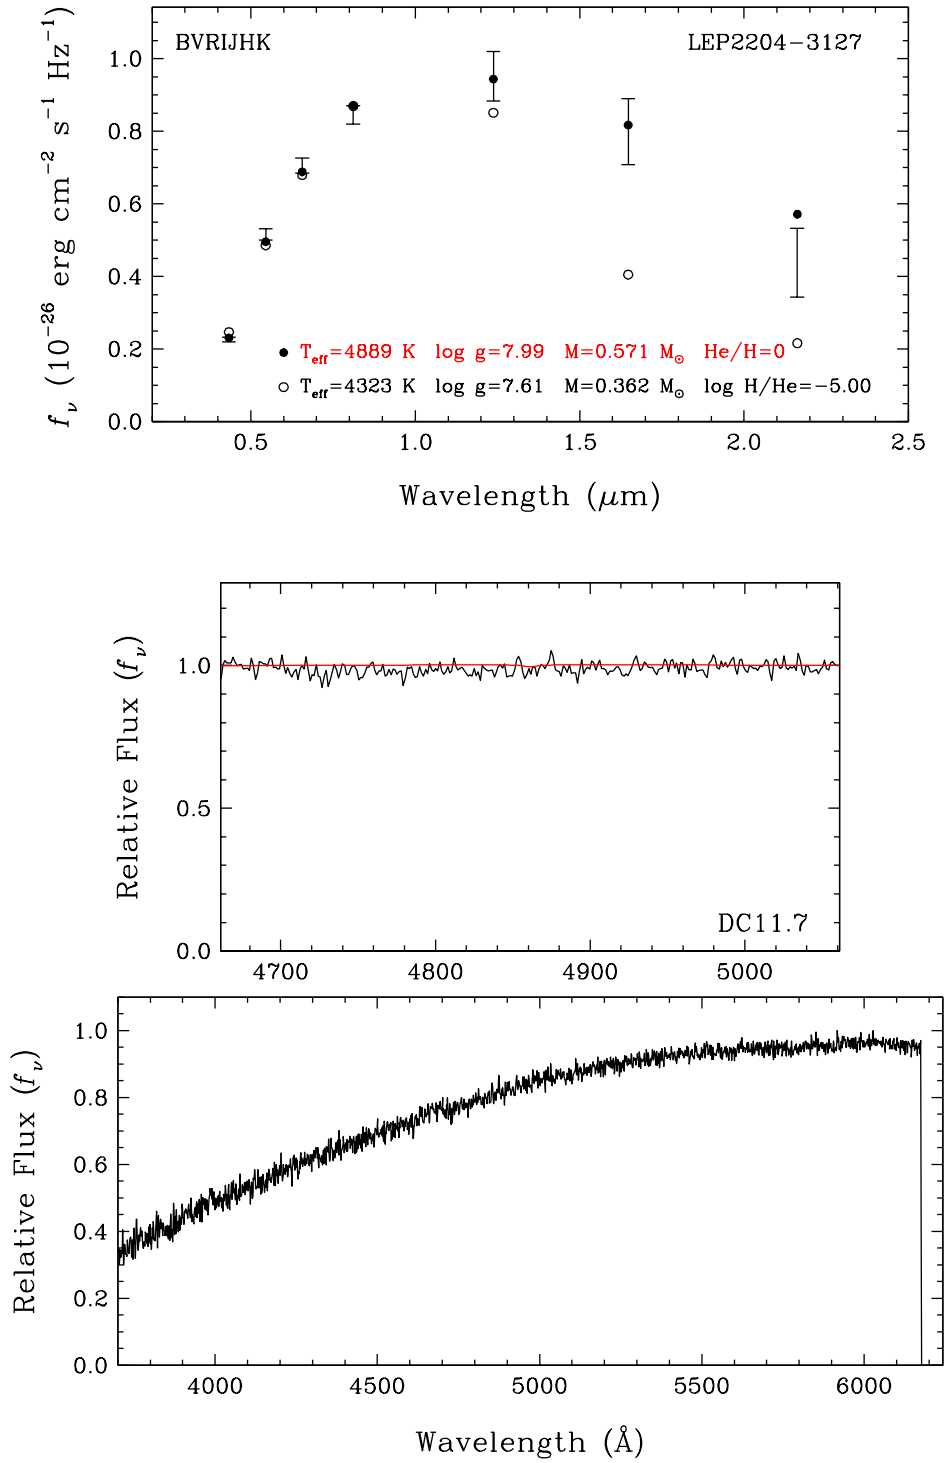 BVRIJHK LEP2204−3127
f_ν (10^−26 erg cm^−2 s^−1 Hz^−1)
1.0
0.8
0.6
0.4
0.2
0.0
T_eff=4889 K log g=7.99 M=0.571 M_⊙ He/H=0
T_eff=4323 K log g=7.61 M=0.362 M_⊙ log H/He=−5.00
0.5 1.0 1.5 2.0 2.5
Wavelength (μm)
Relative Flux (f_ν)
1.0
0.5
0.0
DC11.7
4700 4800 4900 5000
Relative Flux (f_ν)
1.0
0.8
0.6
0.4
0.2
0.0
4000 4500 5000 5500 6000
Wavelength (Å)